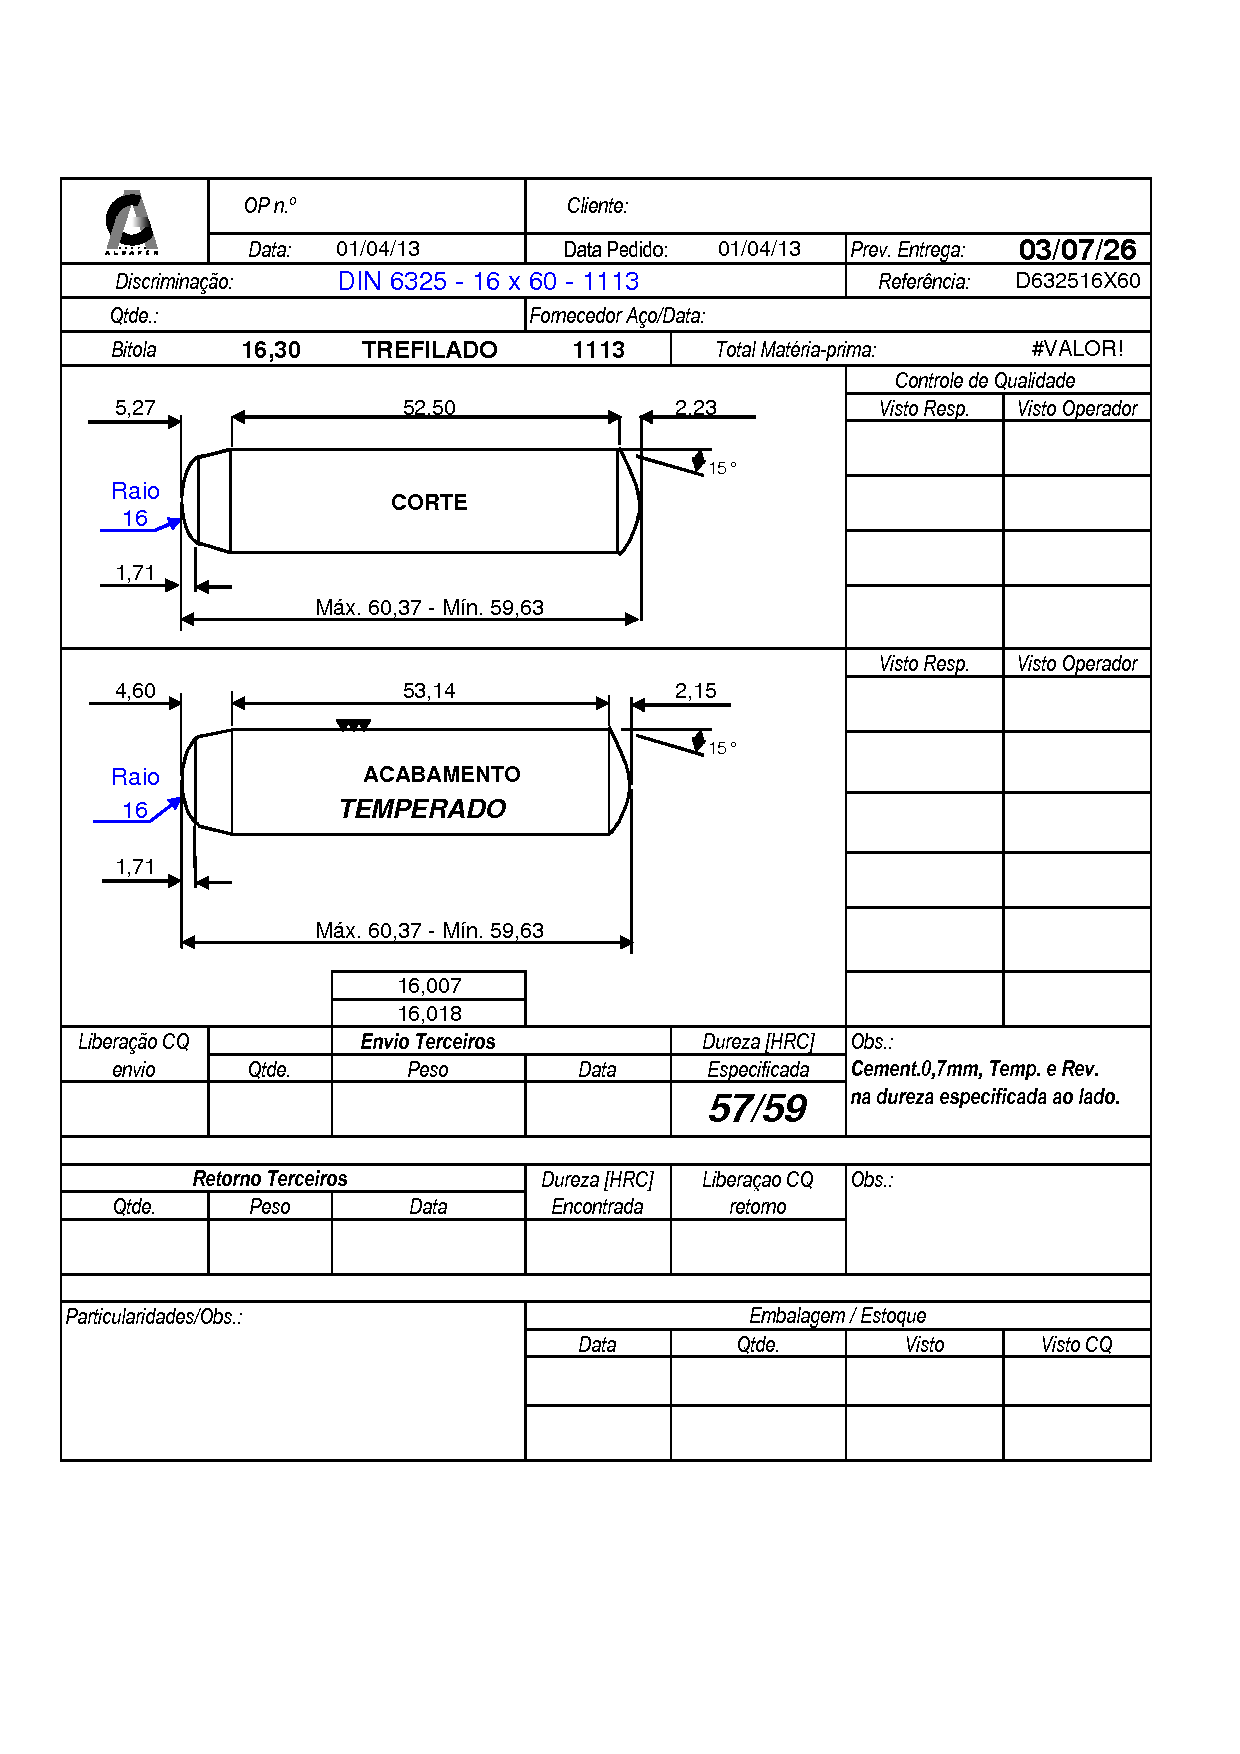 OP n.º Cliente:
ALBAFER
Data: 01/04/13 Data Pedido: 01/04/13 Prev. Entrega: 03/07/26
Discriminação: DIN 6325 - 16 x 60 - 1113 Referência: D632516X60
Qtde.: Fornecedor Aço/Data:
Bitola 16,30 TREFILADO 1113 Total Matéria-prima: #VALOR!
Controle de Qualidade
5,27 52,50 2,23 Visto Resp. Visto Operador
15 °
Raio
16
CORTE
1,71
Máx. 60,37 - Mín. 59,63
Visto Resp. Visto Operador
4,60 53,14 2,15
15 °
Raio
16
ACABAMENTO
TEMPERADO
1,71
Máx. 60,37 - Mín. 59,63
16,007
16,018
Liberação CQ Envio Terceiros Dureza [HRC] Obs.:
envio Qtde. Peso Data Especificada Cement.0,7mm, Temp. e Rev.
57/59 na dureza especificada ao lado.
Retorno Terceiros Dureza [HRC] Liberaçao CQ Obs.:
Qtde. Peso Data Encontrada retorno
Particularidades/Obs.: Embalagem / Estoque
Data Qtde. Visto Visto CQ